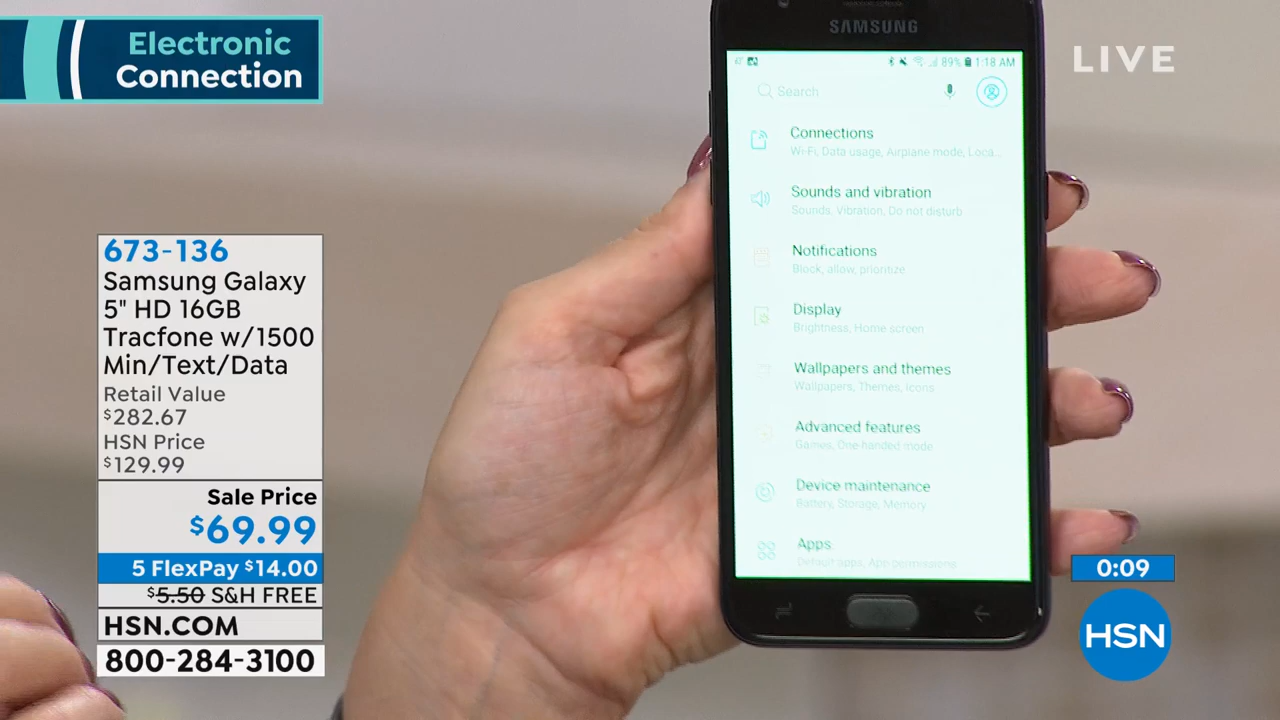 Electronic
Connection
LIVE
673-136
Samsung Galaxy
5" HD 16GB
Tracfone w/1500
Min/Text/Data
Retail Value
$282.67
HSN Price
$129.99
Sale Price
$69.99
5 FlexPay $14.00
$5.50 S&H FREE
HSN.COM
800-284-3100
SAMSUNG
89% 1:18 AM
Search
Connections
Wi-Fi, Data usage, Airplane mode, Loca...
Sounds and vibration
Sounds, Vibration, Do not disturb
Notifications
Block, allow, prioritize
Display
Brightness, Home screen
Wallpapers and themes
Wallpapers, Themes, Icons
Advanced features
Games, One-handed mode
Device maintenance
Battery, Storage, Memory
Apps
Default apps, App permissions
0:09
HSN